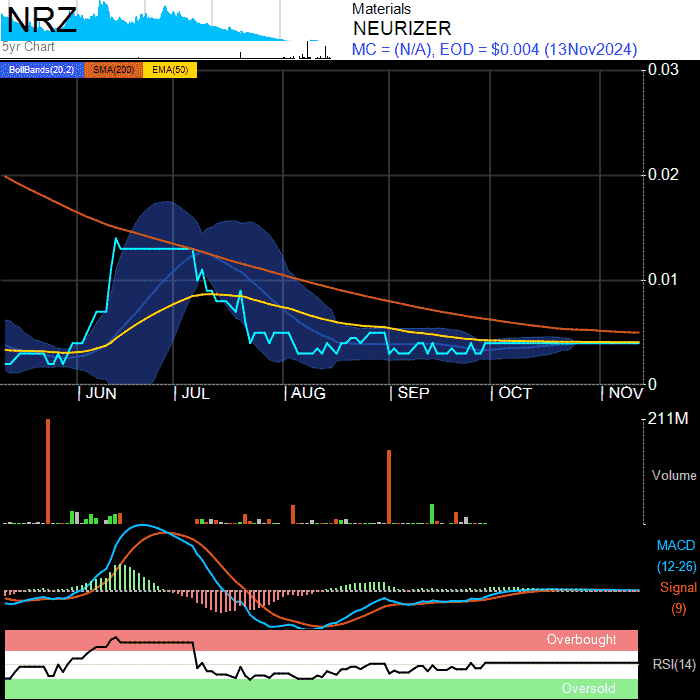 NRZ
5yr Chart
Materials
NEURIZER
MC = (N/A), EOD = $0.004 (13Nov2024)
BollBands(20,2) SMA(200) EMA(50)
0.03
0.02
0.01
0
JUN JUL AUG SEP OCT NOV
211M
Volume
MACD
(12-26)
Signal
(9)
Overbought
RSI(14)
Oversold